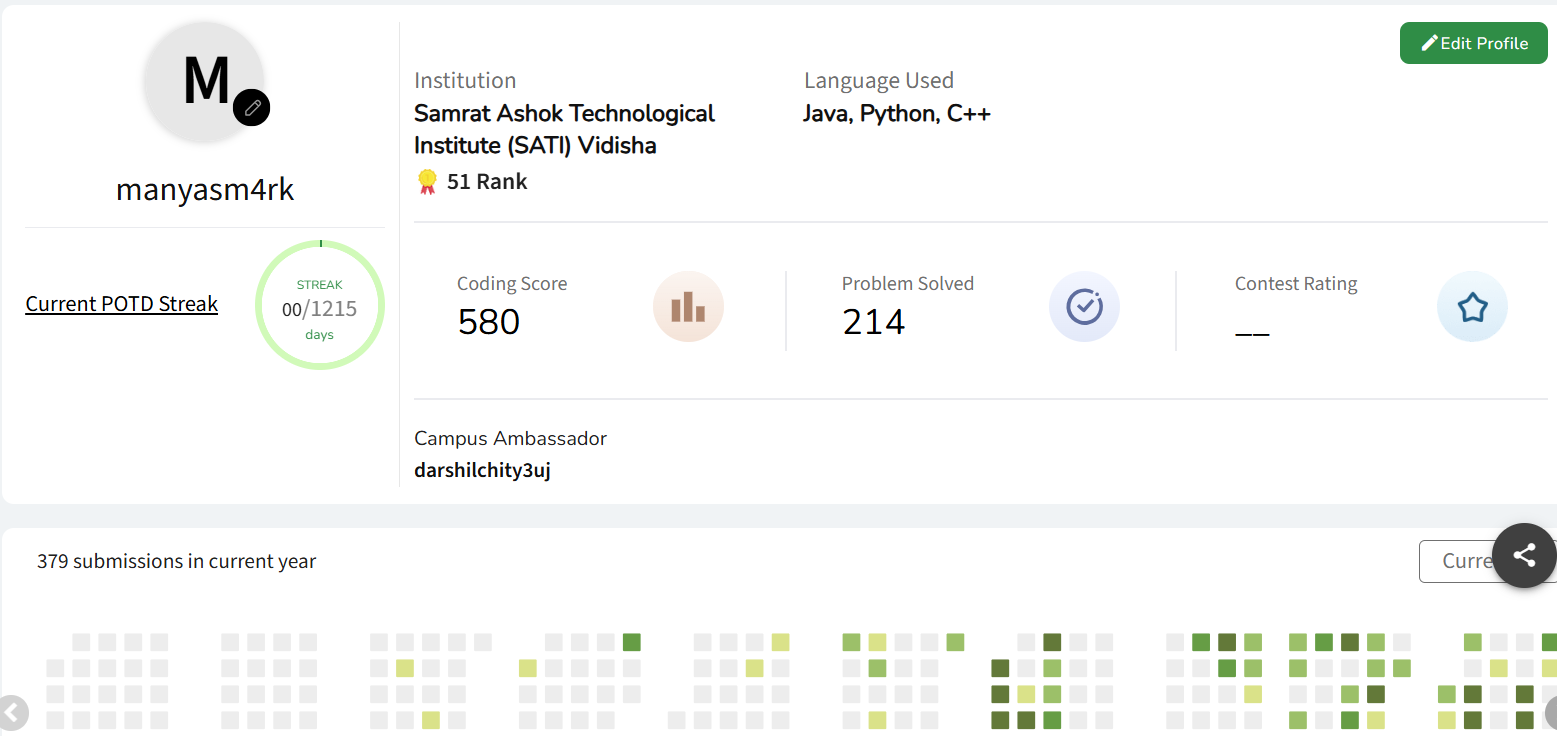 M
manyasm4rk
Current POTD Streak
STREAK
00/1215
days
Edit Profile
Institution
Samrat Ashok Technological
Institute (SATI) Vidisha
51 Rank
Language Used
Java, Python, C++
Coding Score
580
Problem Solved
214
Contest Rating
__
Campus Ambassador
darshilchity3uj
379 submissions in current year
Curre